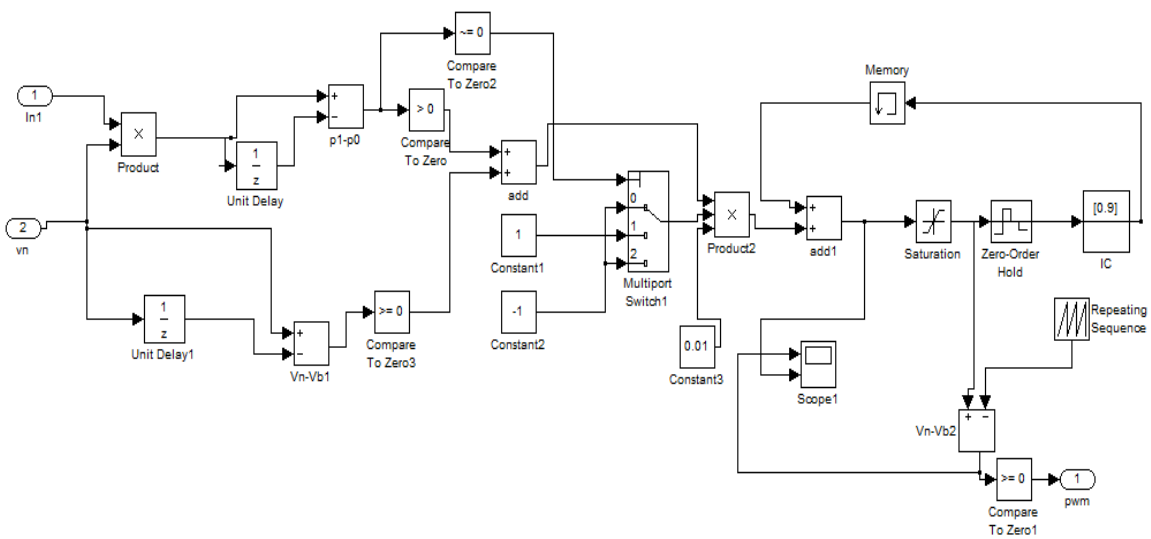 ~= 0
Compare
To Zero2
Memory
1
In1
+
−
p1-p0
> 0
Compare
To Zero
[0.9]
IC
×
Product
1
z
Unit Delay
+
+
add
0
1
2
Multiport
Switch1
×
Product2
+
+
add1
Saturation
Zero-Order
Hold
2
vn
1
Constant1
1
z
Unit Delay1
+
−
Vn-Vb1
>= 0
Compare
To Zero3
-1
Constant2
0.01
Constant3
Scope1
Repeating
Sequence
+ −
Vn-Vb2
>= 0
Compare
To Zero1
1
pwm